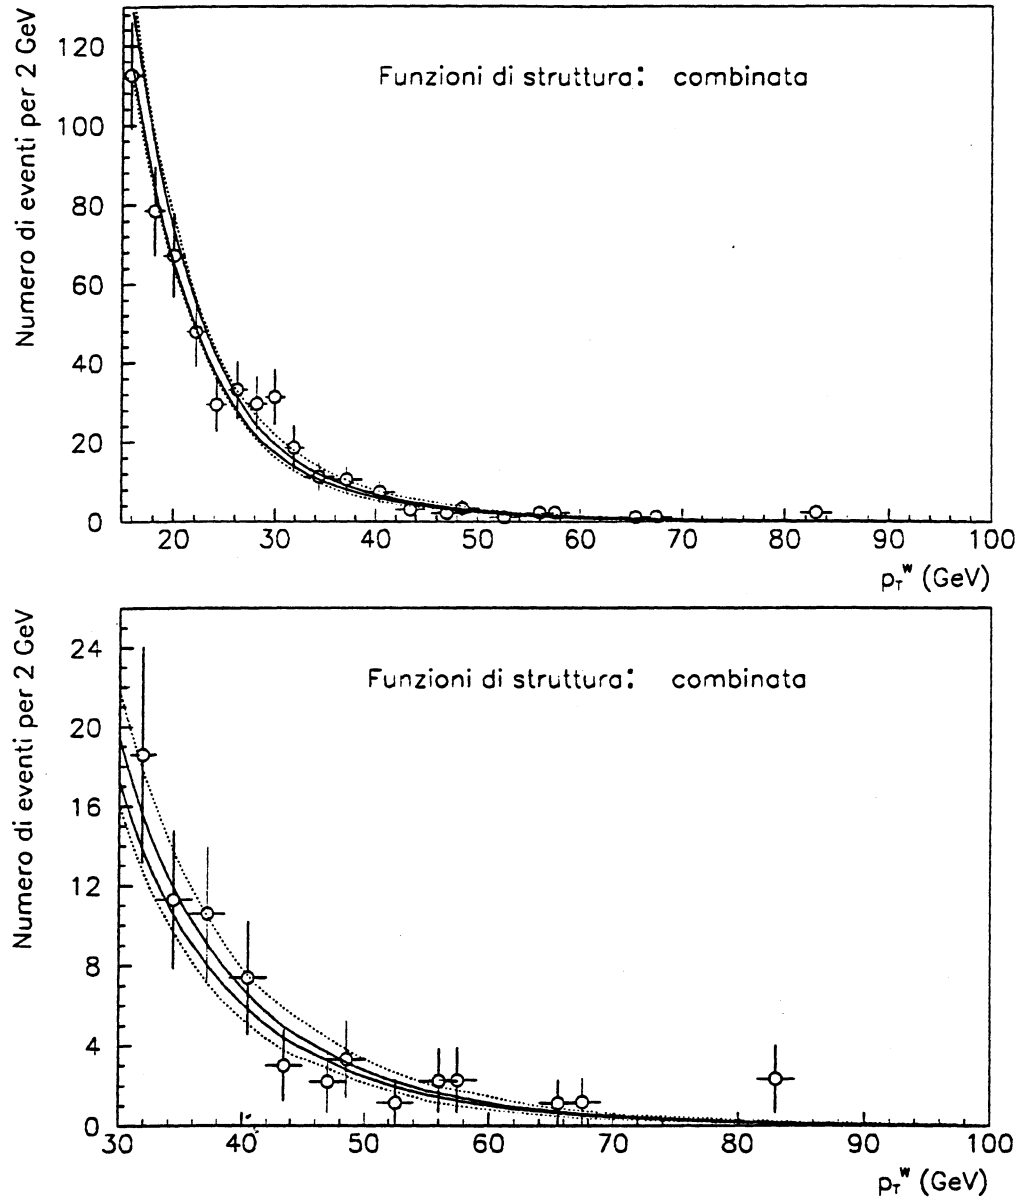 Numero di eventi per 2 GeV
Funzioni di struttura: combinata
120
100
80
60
40
20
0
20 30 40 50 60 70 80 90 100
p_T^W (GeV)
Numero di eventi per 2 GeV
Funzioni di struttura: combinata
24
20
16
12
8
4
0
30 40 50 60 70 80 90 100
p_T^W (GeV)